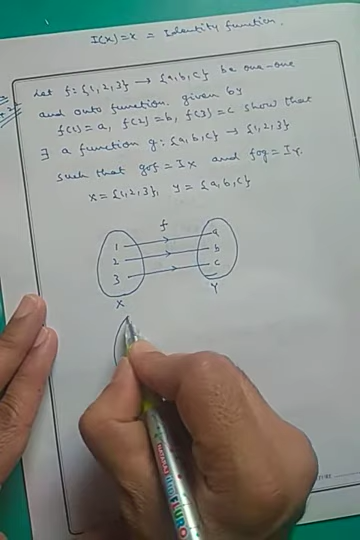 I(x)=x = Identity function.
Let f: {1,2,3} → {a,b,c} be one-one
and onto function. given by
f(1)=a, f(2)=b, f(3)=c show that
∃ a function g: {a,b,c} → {1,2,3}
such that gof = Ix and fog = Iy.
x = {1,2,3}, y = {a,b,c}
f
1 a
2 b
3 c
X Y